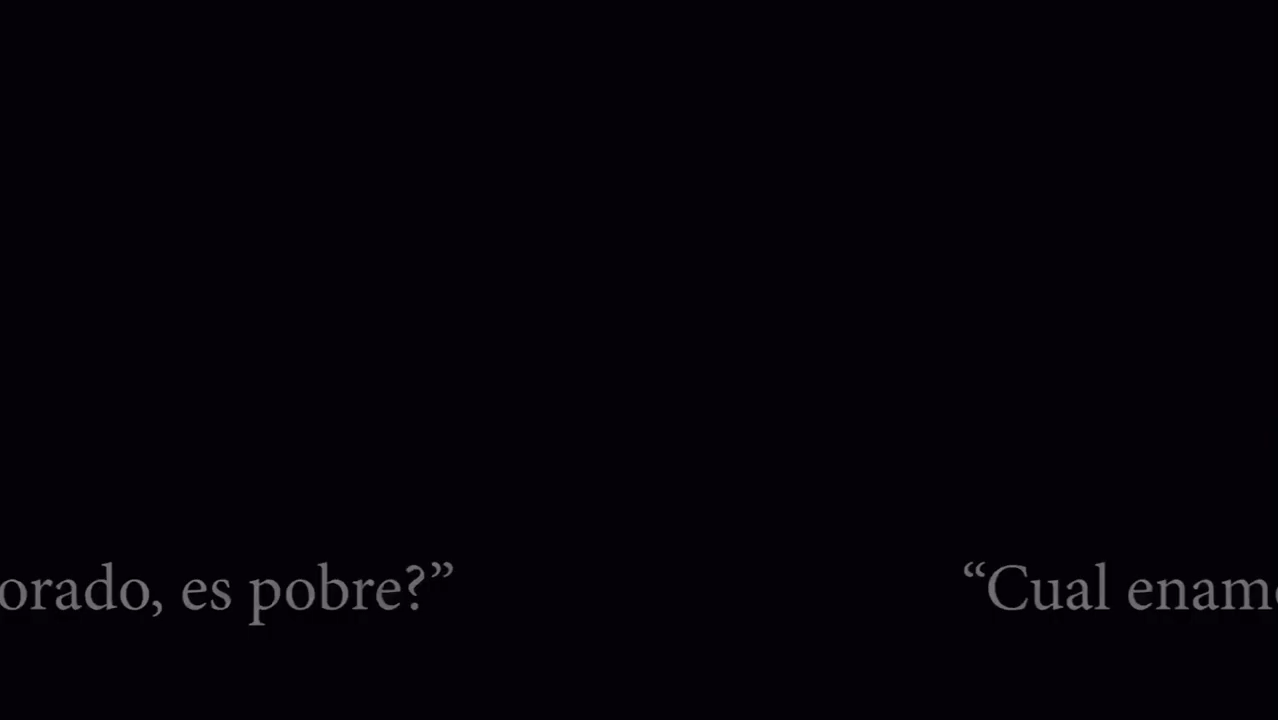 orado, es pobre?” “Cual enam